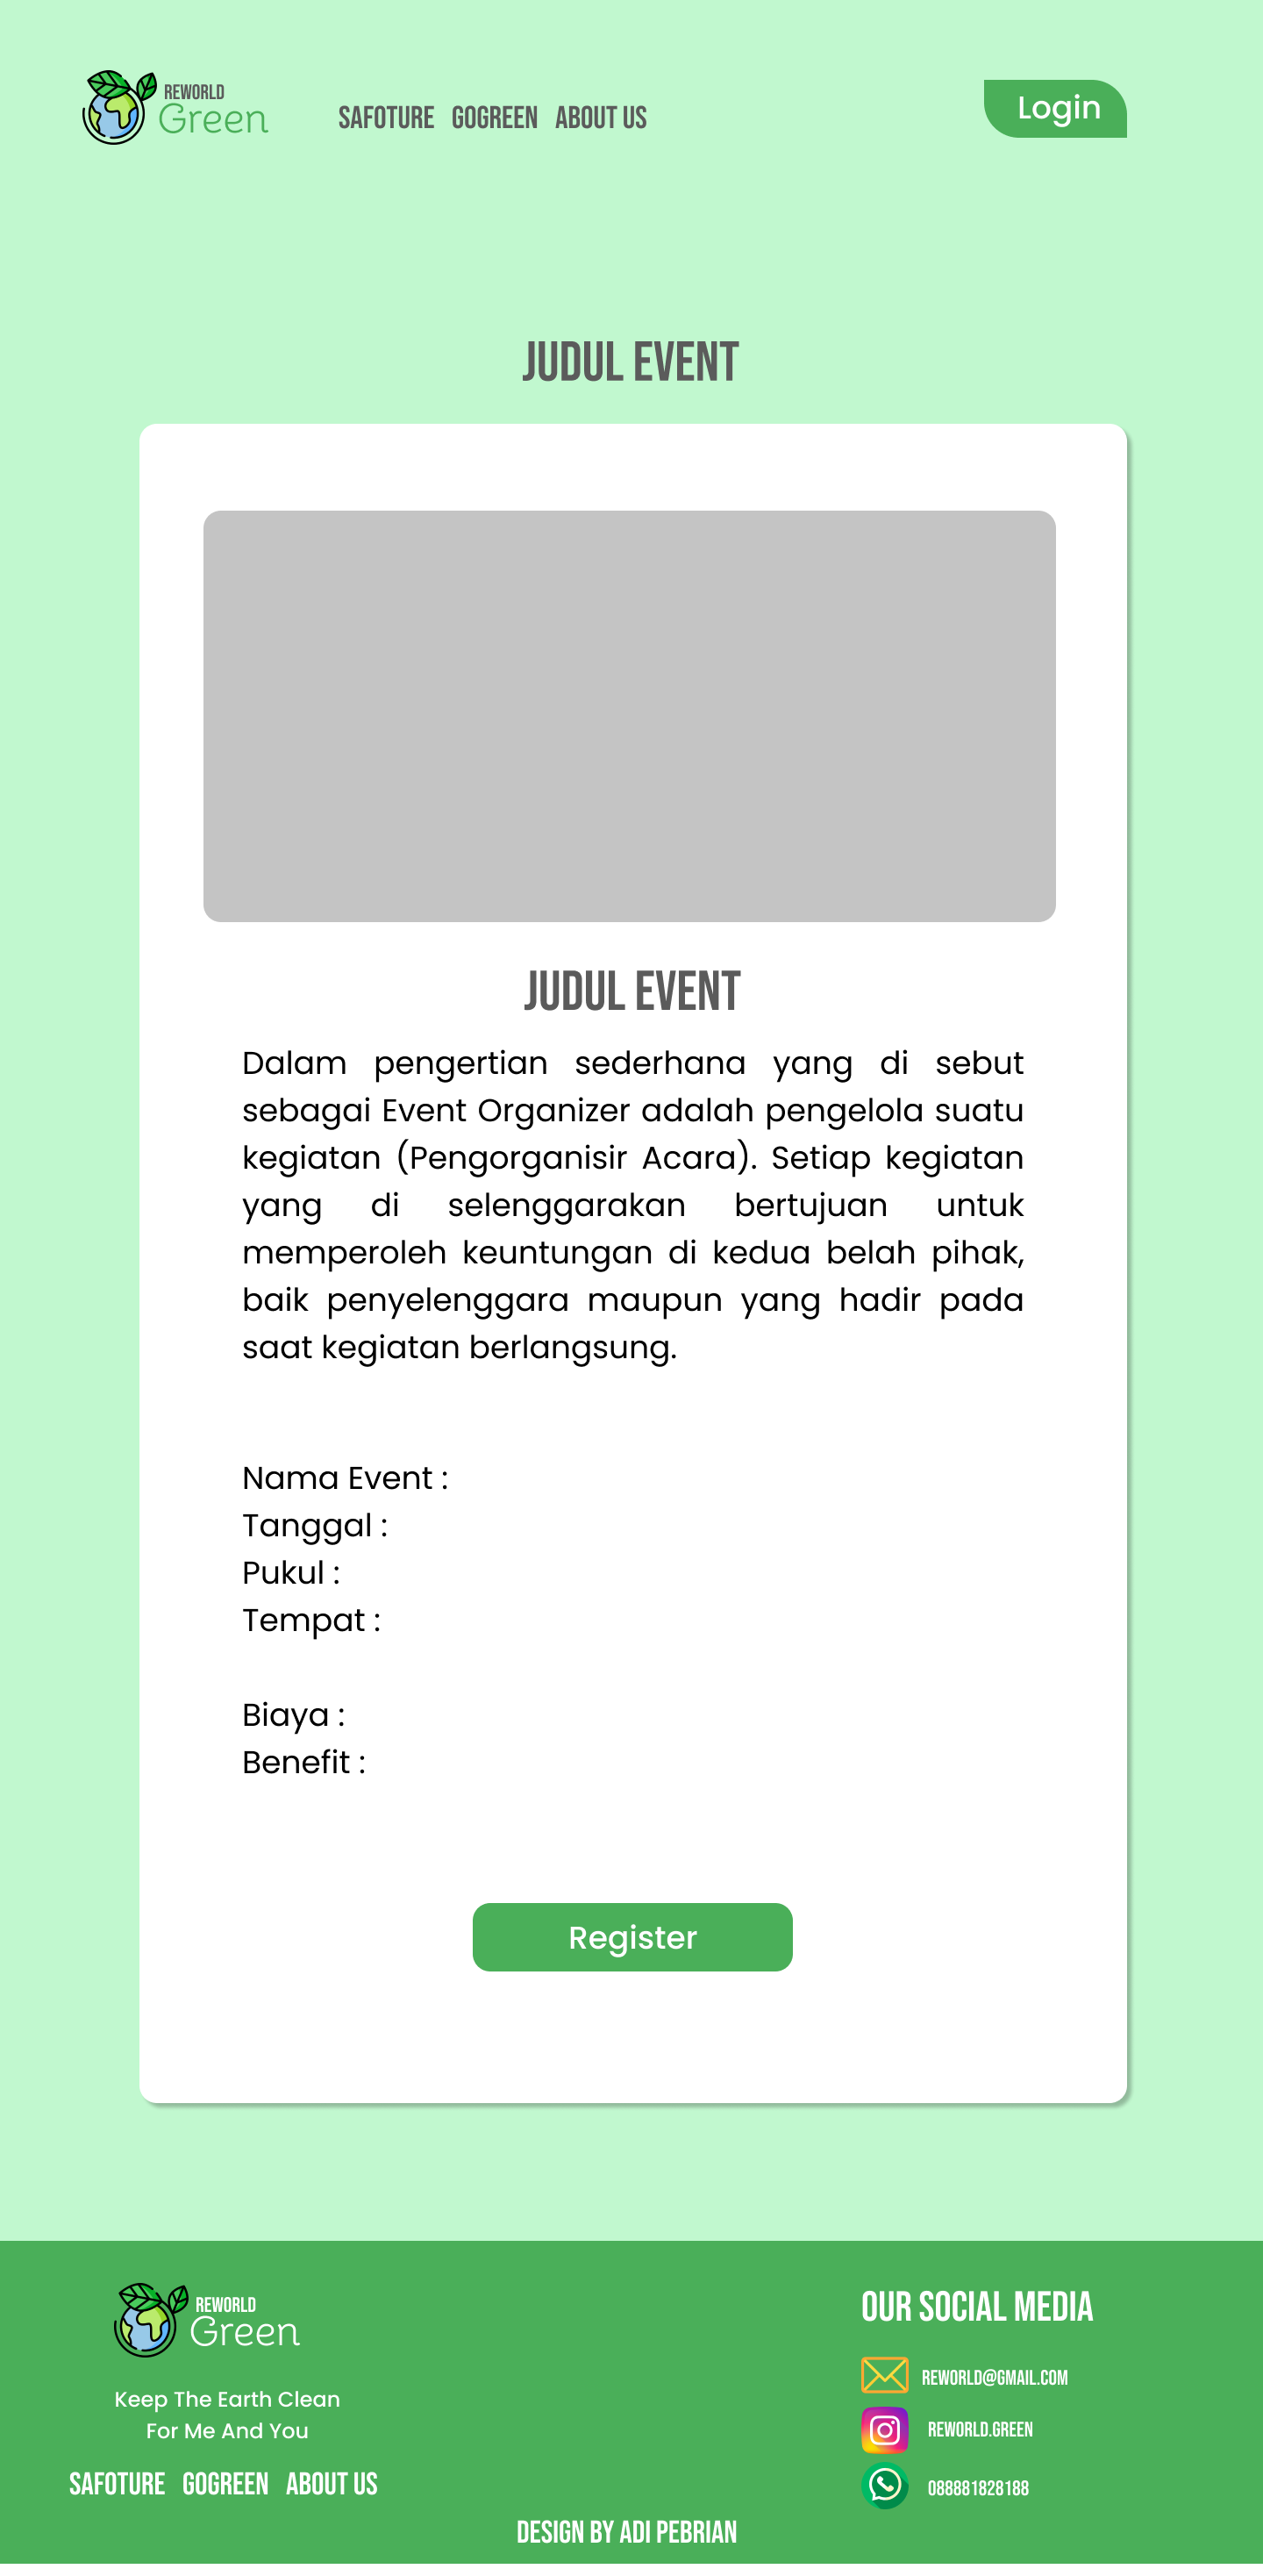 REWORLD
Green
SAFOTURE GOGREEN ABOUT US
Login
JUDUL EVENT
JUDUL EVENT
Dalam pengertian sederhana yang di sebut
sebagai Event Organizer adalah pengelola suatu
kegiatan (Pengorganisir Acara). Setiap kegiatan
yang di selenggarakan bertujuan untuk
memperoleh keuntungan di kedua belah pihak,
baik penyelenggara maupun yang hadir pada
saat kegiatan berlangsung.
Nama Event :
Tanggal :
Pukul :
Tempat :
Biaya :
Benefit :
Register
REWORLD
Green
Keep The Earth Clean
For Me And You
SAFOTURE GOGREEN ABOUT US
OUR SOCIAL MEDIA
REWORLD@GMAIL.COM
REWORLD.GREEN
088881828188
DESIGN BY ADI PEBRIAN